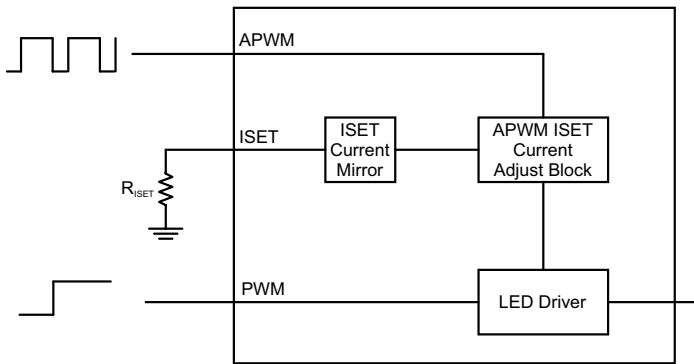 APWM
ISET
ISET
Current
Mirror
APWM ISET
Current
Adjust Block
RISET
PWM
LED Driver